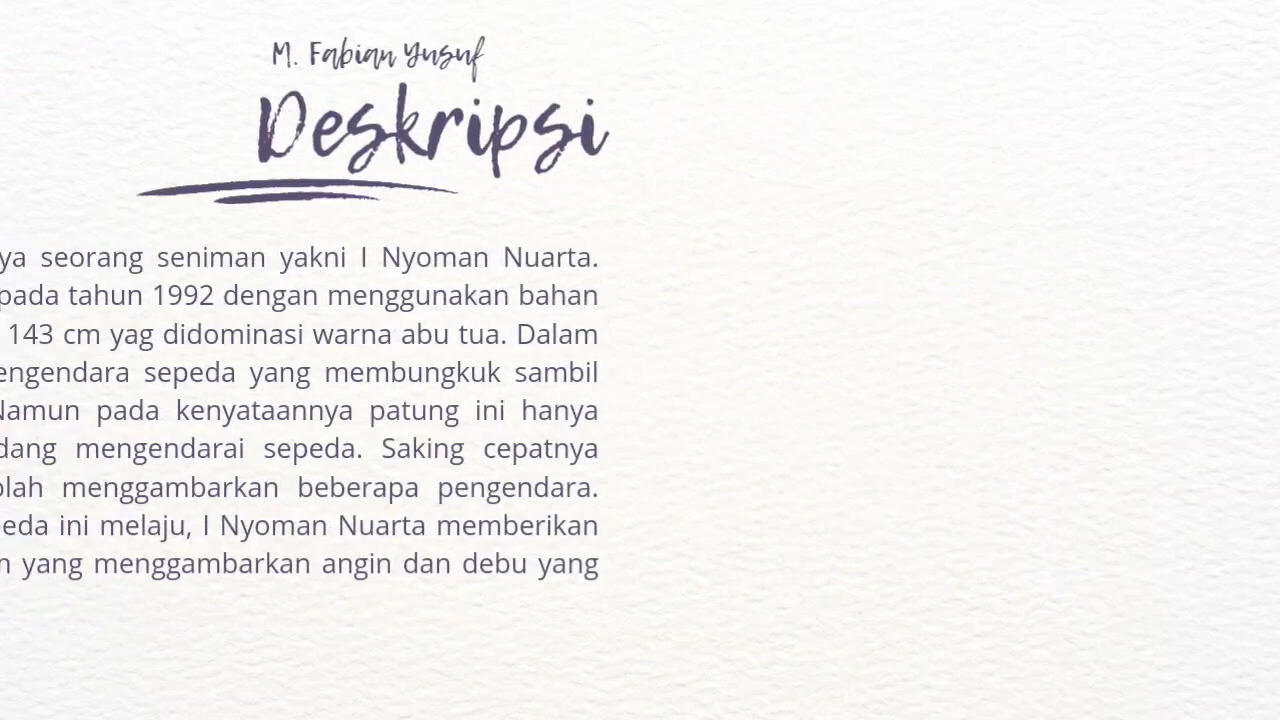 M. Fabian Yusuf
Deskripsi
ya seorang seniman yakni I Nyoman Nuarta.
pada tahun 1992 dengan menggunakan bahan
143 cm yag didominasi warna abu tua. Dalam
engendara sepeda yang membungkuk sambil
Namun pada kenyataannya patung ini hanya
dang mengendarai sepeda. Saking cepatnya
olah menggambarkan beberapa pengendara.
eda ini melaju, I Nyoman Nuarta memberikan
yang menggambarkan angin dan debu yang